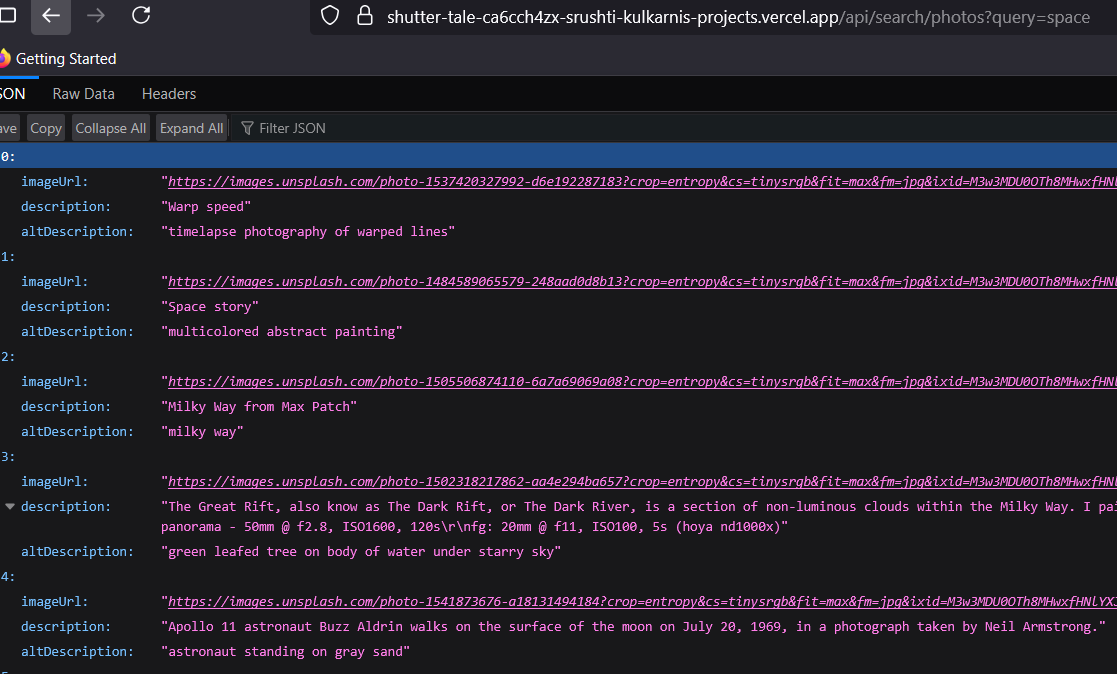 shutter-tale-ca6cch4zx-srushti-kulkarnis-projects.vercel.app/api/search/photos?query=space
Getting Started
SON Raw Data Headers
ave Copy Collapse All Expand All Filter JSON
0:
imageUrl: "https://images.unsplash.com/photo-1537420327992-d6e192287183?crop=entropy&cs=tinysrgb&fit=max&fm=jpg&ixid=M3w3MDU0OTh8MHwxfHNl
description: "Warp speed"
altDescription: "timelapse photography of warped lines"
1:
imageUrl: "https://images.unsplash.com/photo-1484589065579-248aad0d8b13?crop=entropy&cs=tinysrgb&fit=max&fm=jpg&ixid=M3w3MDU0OTh8MHwxfHNl
description: "Space story"
altDescription: "multicolored abstract painting"
2:
imageUrl: "https://images.unsplash.com/photo-1505506874110-6a7a69069a08?crop=entropy&cs=tinysrgb&fit=max&fm=jpg&ixid=M3w3MDU0OTh8MHwxfHNl
description: "Milky Way from Max Patch"
altDescription: "milky way"
3:
imageUrl: "https://images.unsplash.com/photo-1502318217862-aa4e294ba657?crop=entropy&cs=tinysrgb&fit=max&fm=jpg&ixid=M3w3MDU0OTh8MHwxfHNl
description: "The Great Rift, also know as The Dark Rift, or The Dark River, is a section of non-luminous clouds within the Milky Way. I pai
panorama - 50mm @ f2.8, ISO1600, 120s\r\nfg: 20mm @ f11, ISO100, 5s (hoya nd1000x)"
altDescription: "green leafed tree on body of water under starry sky"
4:
imageUrl: "https://images.unsplash.com/photo-1541873676-a18131494184?crop=entropy&cs=tinysrgb&fit=max&fm=jpg&ixid=M3w3MDU0OTh8MHwxfHNlYXJ
description: "Apollo 11 astronaut Buzz Aldrin walks on the surface of the moon on July 20, 1969, in a photograph taken by Neil Armstrong."
altDescription: "astronaut standing on gray sand"